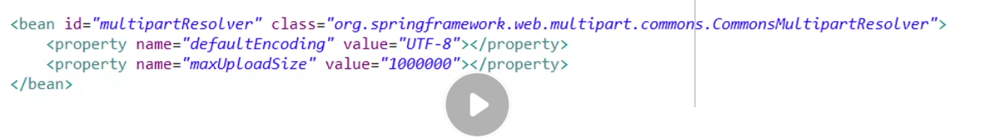 <bean id="multipartResolver" class="org.springframework.web.multipart.commons.CommonsMultipartResolver">
    <property name="defaultEncoding" value="UTF-8"></property>
    <property name="maxUploadSize" value="1000000"></property>
</bean>